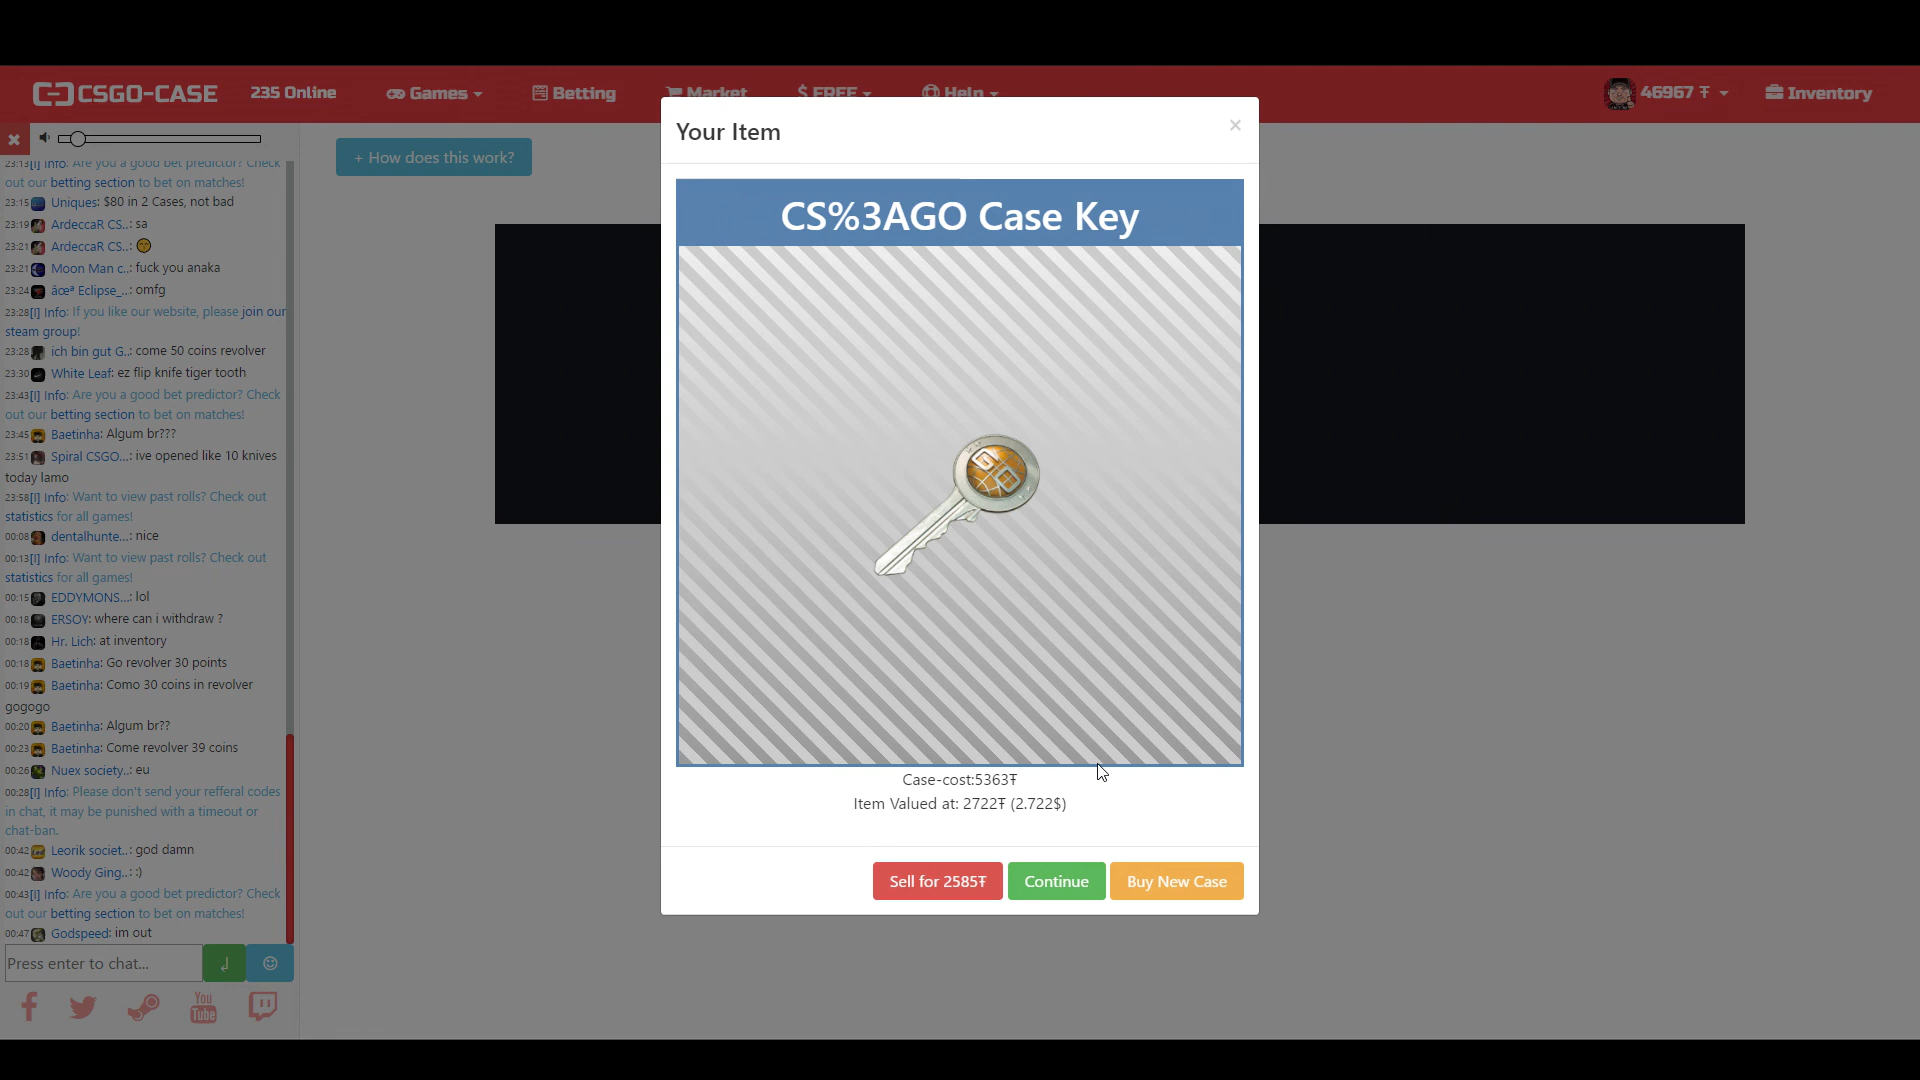 CSGO-CASE
235 Online
Games
Betting
Market
$ FREE
Help
46967 Ŧ
Inventory
+ How does this work?
23:13[I] Info: Are you a good bet predictor? Check
out our betting section to bet on matches!
23:15 Uniques: $80 in 2 Cases, not bad
23:19 ArdeccaR CS..: sa
23:21 ArdeccaR CS..:
23:21 Moon Man c..: fuck you anaka
23:24 âœª Eclipse_..: omfg
23:28[I] Info: If you like our website, please join our
steam group!
23:28 ich bin gut G..: come 50 coins revolver
23:30 White Leaf: ez flip knife tiger tooth
23:43[I] Info: Are you a good bet predictor? Check
out our betting section to bet on matches!
23:45 Baetinha: Algum br???
23:51 Spiral CSGO...: ive opened like 10 knives
today lamo
23:58[I] Info: Want to view past rolls? Check out
statistics for all games!
00:08 dentalhunte...: nice
00:13[I] Info: Want to view past rolls? Check out
statistics for all games!
00:15 EDDYMONS...: lol
00:18 ERSOY: where can i withdraw ?
00:18 Hr. Lich: at inventory
00:18 Baetinha: Go revolver 30 points
00:19 Baetinha: Como 30 coins in revolver
gogogo
00:20 Baetinha: Algum br??
00:23 Baetinha: Come revolver 39 coins
00:26 Nuex society..: eu
00:28[I] Info: Please don't send your refferal codes
in chat, it may be punished with a timeout or
chat-ban.
00:42 Leorik societ..: god damn
00:42 Woody Ging..: :)
00:43[I] Info: Are you a good bet predictor? Check
out our betting section to bet on matches!
00:47 Godspeed: im out
Press enter to chat...
You
Tube
Your Item
×
CS%3AGO Case Key
GO
Case-cost:5363Ŧ
Item Valued at: 2722Ŧ (2.722$)
Sell for 2585Ŧ
Continue
Buy New Case